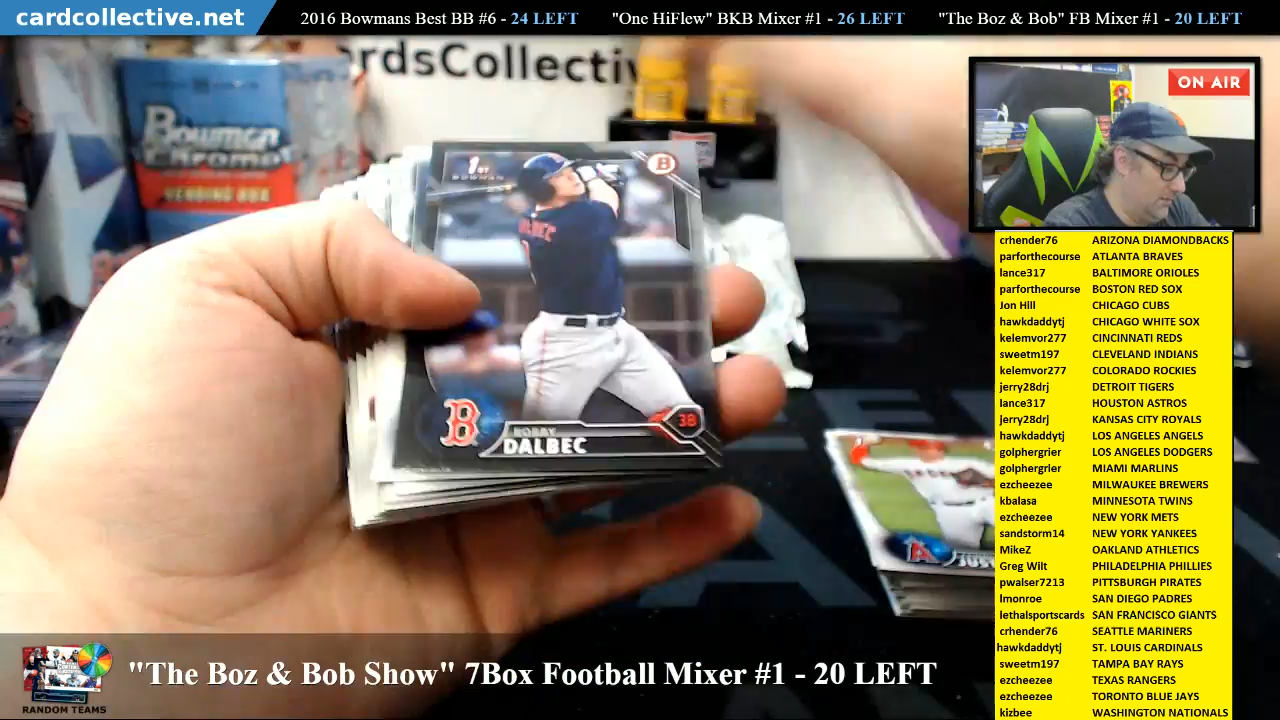 cardcollective.net
2016 Bowmans Best BB #6 - 24 LEFT
"One HiFlew" BKB Mixer #1 - 26 LEFT
"The Boz & Bob" FB Mixer #1 - 20 LEFT
ardsCollectiv
ON AIR
Bowman
Chrome
VENDING BOX
1ST
BOWMAN
B
DALBEC
B
3B
BOBBY
DALBEC
A
crhender76 ARIZONA DIAMONDBACKS
parforthecourse ATLANTA BRAVES
lance317 BALTIMORE ORIOLES
parforthecourse BOSTON RED SOX
Jon Hill CHICAGO CUBS
hawkdaddytj CHICAGO WHITE SOX
kelemvor277 CINCINNATI REDS
sweetm197 CLEVELAND INDIANS
kelemvor277 COLORADO ROCKIES
jerry28drj DETROIT TIGERS
lance317 HOUSTON ASTROS
jerry28drj KANSAS CITY ROYALS
hawkdaddytj LOS ANGELES ANGELS
golphergrier LOS ANGELES DODGERS
golphergrier MIAMI MARLINS
ezcheezee MILWAUKEE BREWERS
kbalasa MINNESOTA TWINS
ezcheezee NEW YORK METS
sandstorm14 NEW YORK YANKEES
MikeZ OAKLAND ATHLETICS
Greg Wilt PHILADELPHIA PHILLIES
pwalser7213 PITTSBURGH PIRATES
lmonroe SAN DIEGO PADRES
lethalsportscards SAN FRANCISCO GIANTS
crhender76 SEATTLE MARINERS
hawkdaddytj ST. LOUIS CARDINALS
sweetm197 TAMPA BAY RAYS
ezcheezee TEXAS RANGERS
ezcheezee TORONTO BLUE JAYS
kizbee WASHINGTON NATIONALS
RANDOM TEAMS
"The Boz & Bob Show" 7Box Football Mixer #1 - 20 LEFT